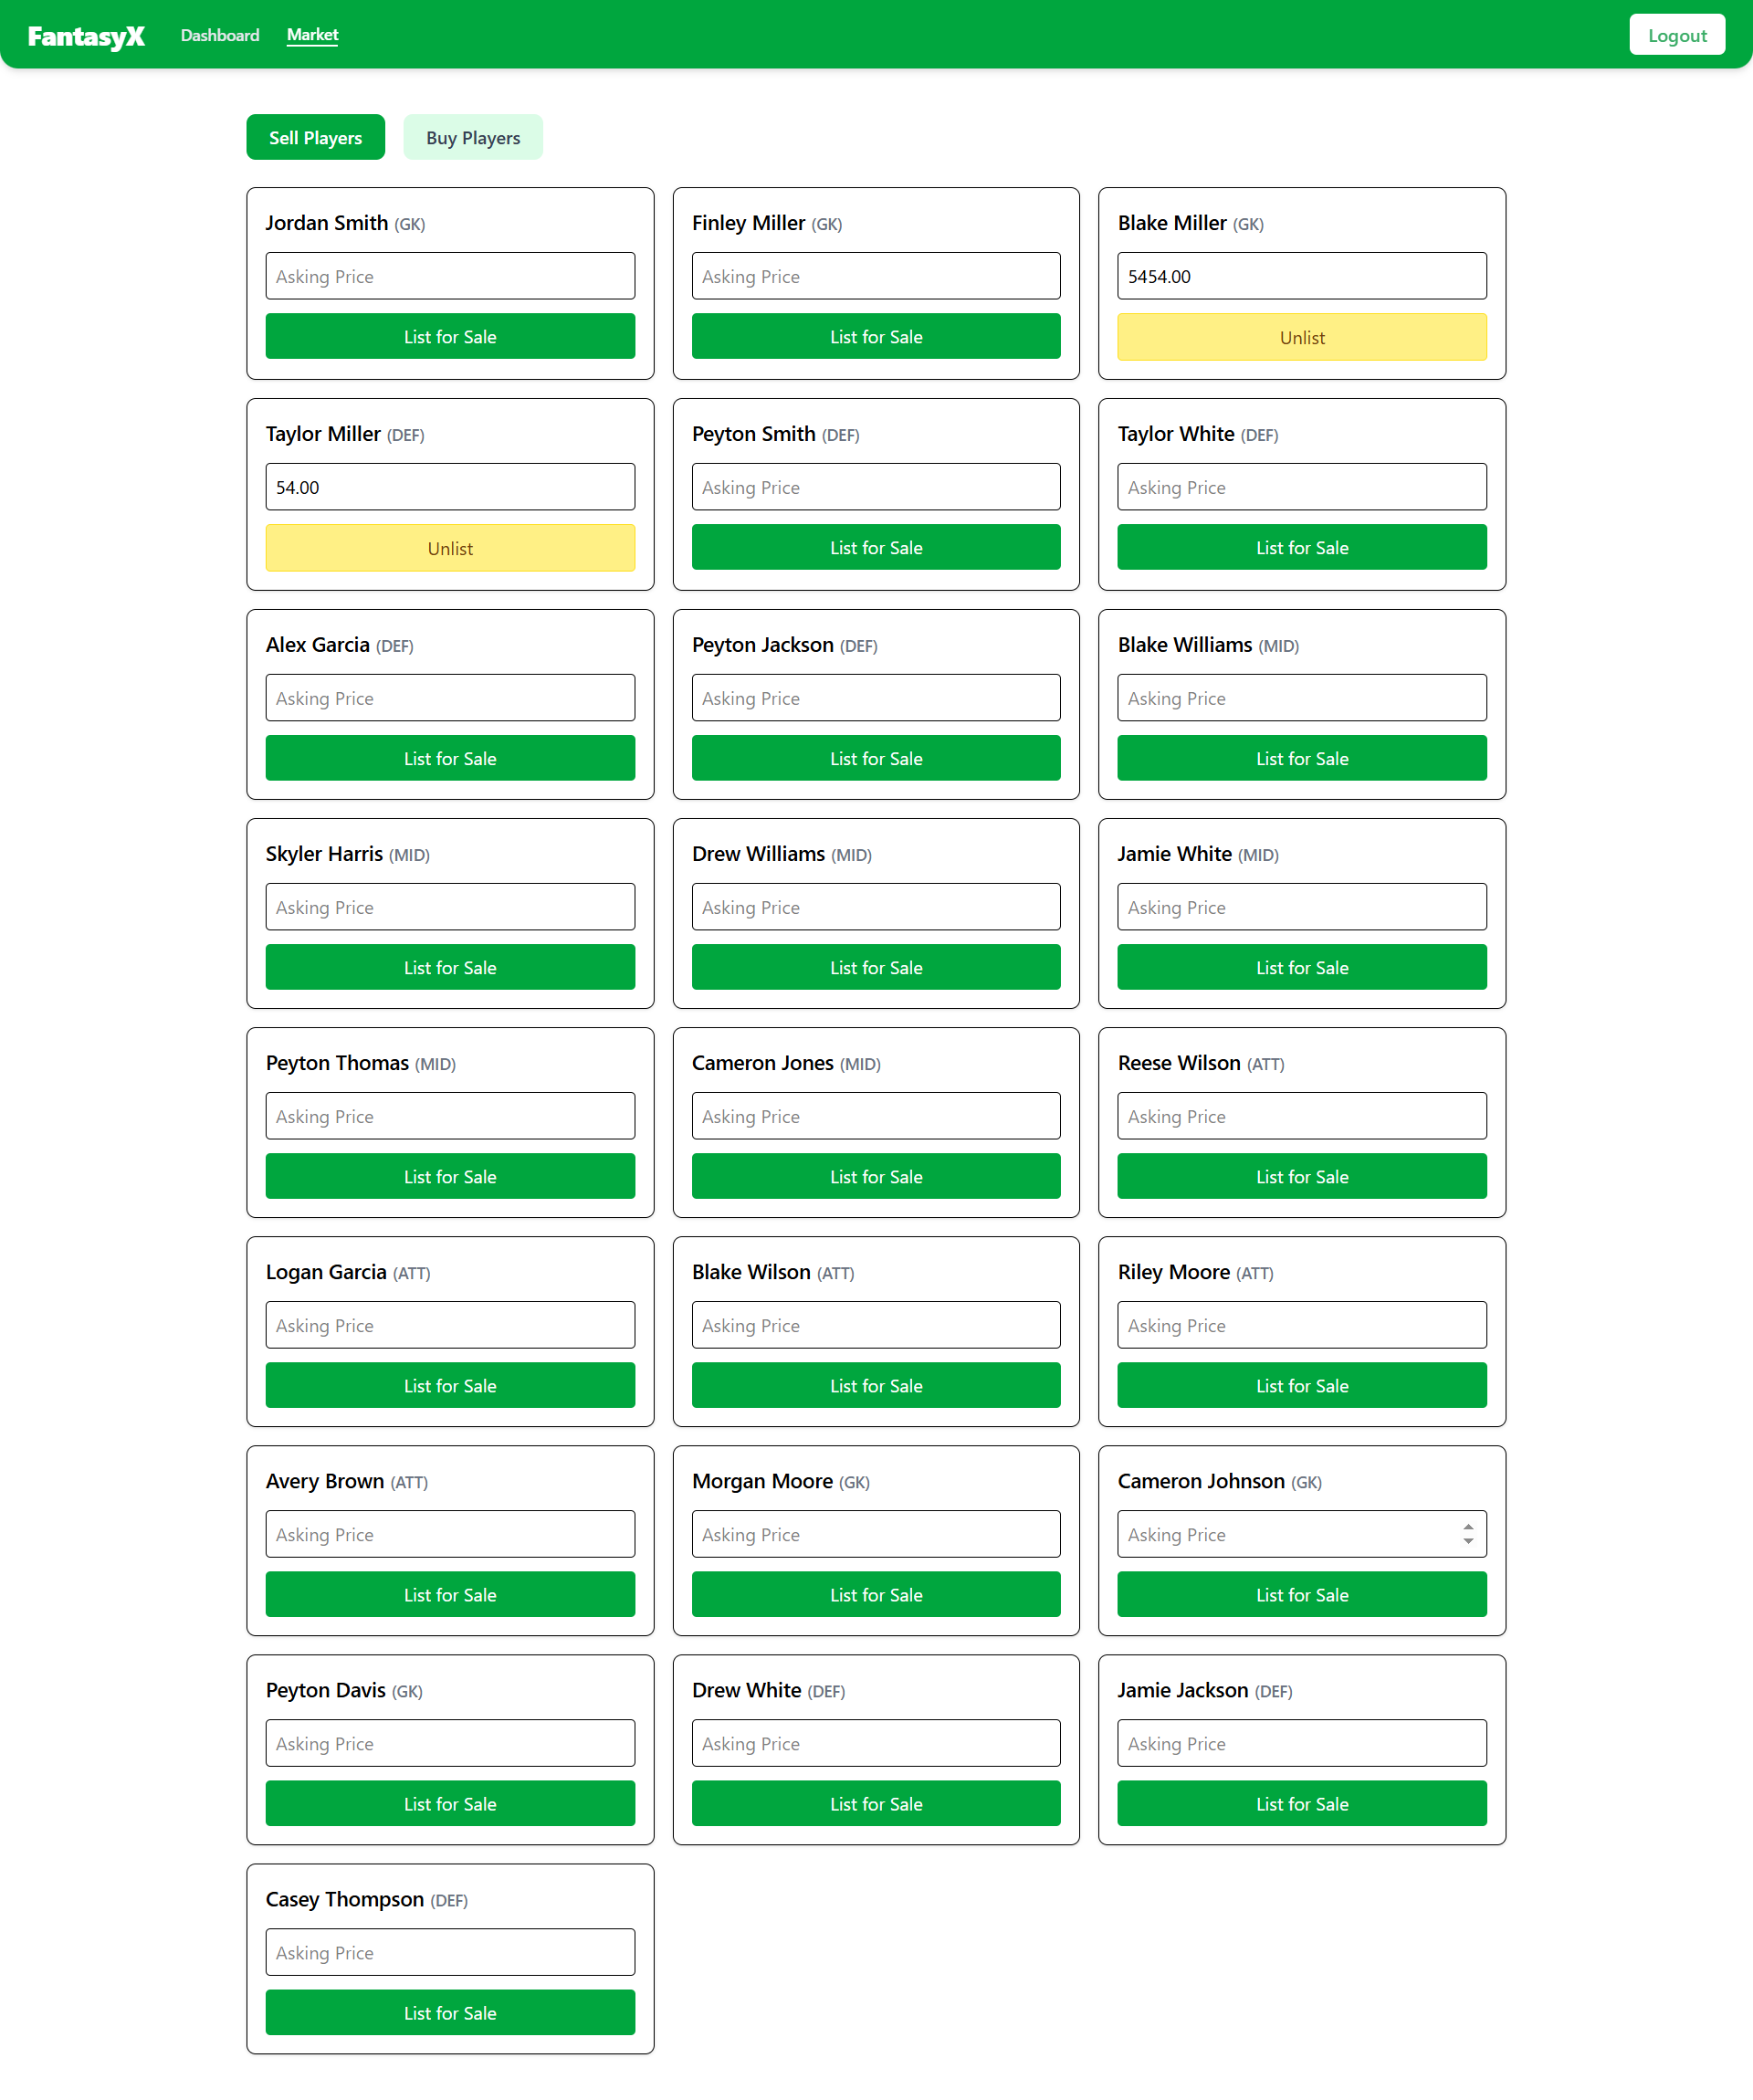 FantasyX Dashboard Market Logout
Sell Players Buy Players
Jordan Smith (GK) Finley Miller (GK) Blake Miller (GK)
Asking Price Asking Price 5454.00
List for Sale List for Sale Unlist
Taylor Miller (DEF) Peyton Smith (DEF) Taylor White (DEF)
54.00 Asking Price Asking Price
Unlist List for Sale List for Sale
Alex Garcia (DEF) Peyton Jackson (DEF) Blake Williams (MID)
Asking Price Asking Price Asking Price
List for Sale List for Sale List for Sale
Skyler Harris (MID) Drew Williams (MID) Jamie White (MID)
Asking Price Asking Price Asking Price
List for Sale List for Sale List for Sale
Peyton Thomas (MID) Cameron Jones (MID) Reese Wilson (ATT)
Asking Price Asking Price Asking Price
List for Sale List for Sale List for Sale
Logan Garcia (ATT) Blake Wilson (ATT) Riley Moore (ATT)
Asking Price Asking Price Asking Price
List for Sale List for Sale List for Sale
Avery Brown (ATT) Morgan Moore (GK) Cameron Johnson (GK)
Asking Price Asking Price Asking Price
List for Sale List for Sale List for Sale
Peyton Davis (GK) Drew White (DEF) Jamie Jackson (DEF)
Asking Price Asking Price Asking Price
List for Sale List for Sale List for Sale
Casey Thompson (DEF)
Asking Price
List for Sale